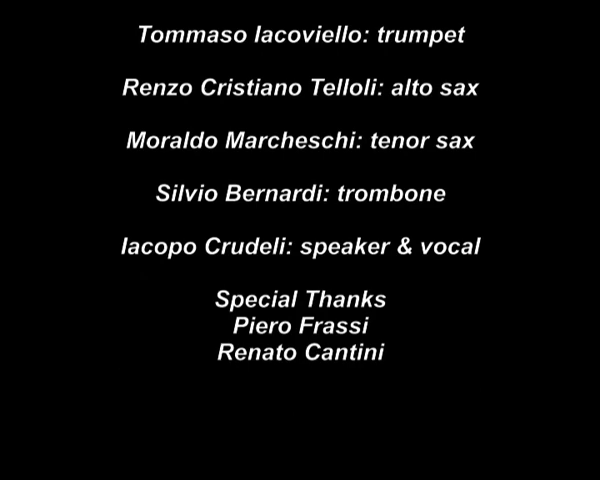 Tommaso Iacoviello: trumpet
Renzo Cristiano Telloli: alto sax
Moraldo Marcheschi: tenor sax
Silvio Bernardi: trombone
Iacopo Crudeli: speaker & vocal
Special Thanks
Piero Frassi
Renato Cantini